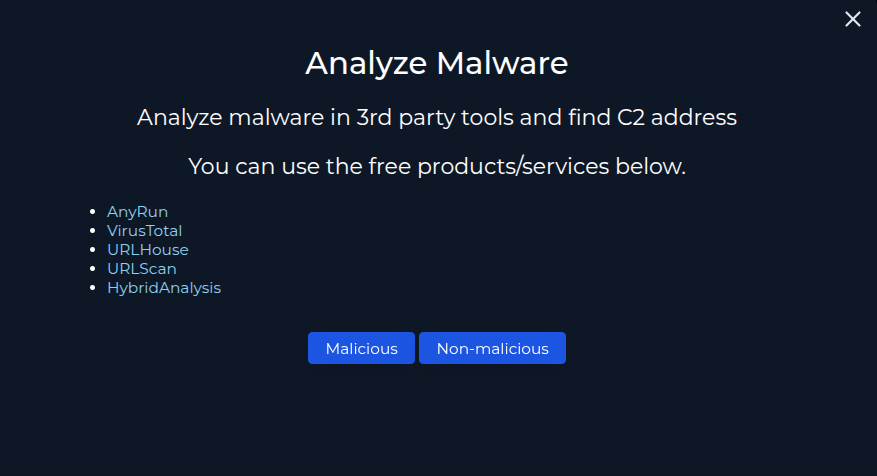 Analyze Malware
Analyze malware in 3rd party tools and find C2 address
You can use the free products/services below.
AnyRun
VirusTotal
URLHouse
URLScan
HybridAnalysis
Malicious Non-malicious